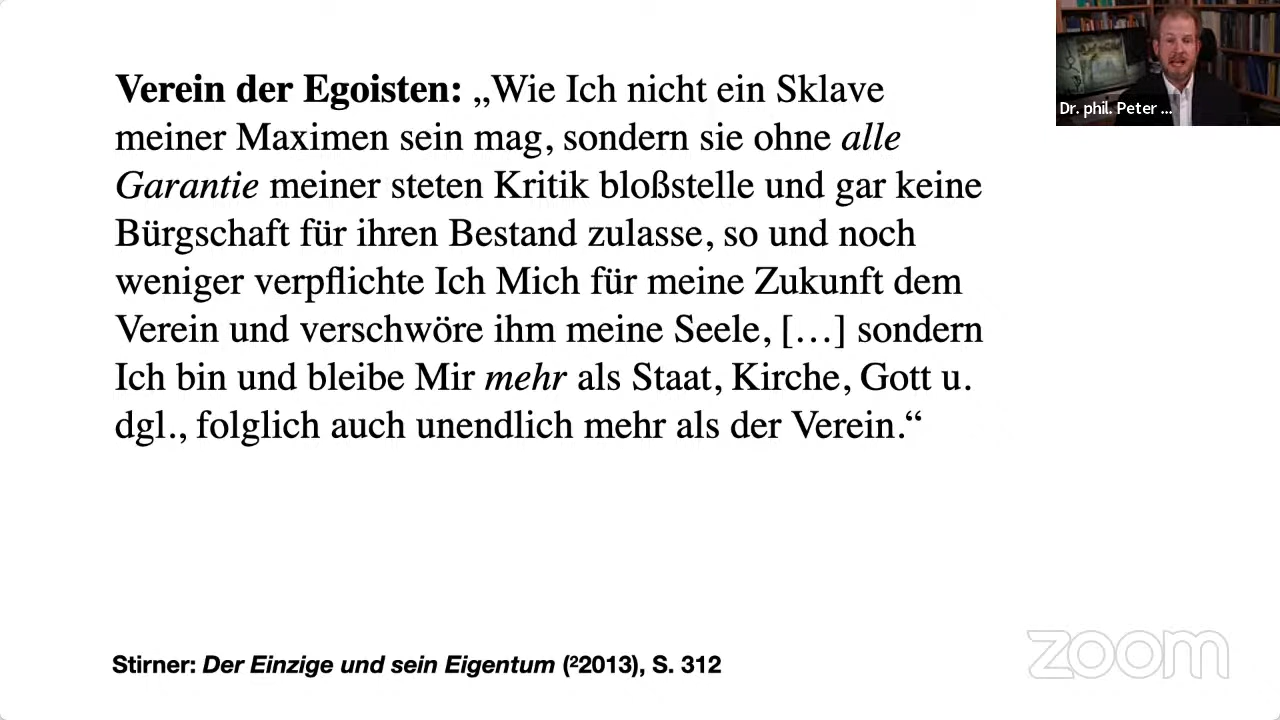 Verein der Egoisten: „Wie Ich nicht ein Sklave
meiner Maximen sein mag, sondern sie ohne alle
Garantie meiner steten Kritik bloßstelle und gar keine
Bürgschaft für ihren Bestand zulasse, so und noch
weniger verpflichte Ich Mich für meine Zukunft dem
Verein und verschwöre ihm meine Seele, […] sondern
Ich bin und bleibe Mir mehr als Staat, Kirche, Gott u.
dgl., folglich auch unendlich mehr als der Verein.“
Stirner: Der Einzige und sein Eigentum (²2013), S. 312
Dr. phil. Peter ...
zoom